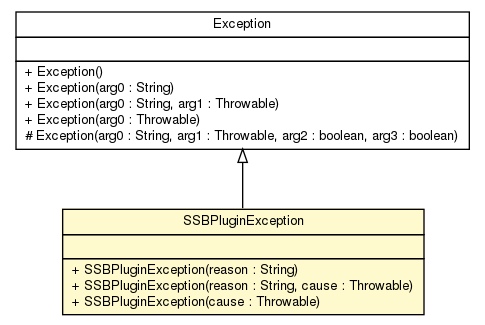 Exception
+ Exception()
+ Exception(arg0 : String)
+ Exception(arg0 : String, arg1 : Throwable)
+ Exception(arg0 : Throwable)
# Exception(arg0 : String, arg1 : Throwable, arg2 : boolean, arg3 : boolean)
SSBPluginException
+ SSBPluginException(reason : String)
+ SSBPluginException(reason : String, cause : Throwable)
+ SSBPluginException(cause : Throwable)